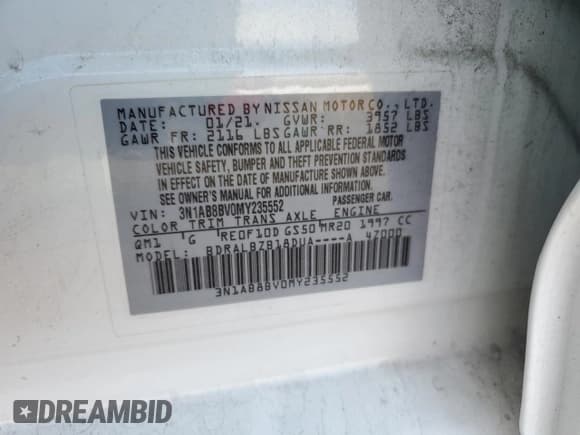 MANUFACTURED BY NISSAN MOTOR CO., LTD.
DATE: 01/21. GVWR: 3957 LBS
GAWR FR: 2116 LBS GAWR RR: 1852 LBS
THIS VEHICLE CONFORMS TO ALL APPLICABLE FEDERAL MOTOR
VEHICLE SAFETY, BUMPER AND THEFT PREVENTION STANDARDS
IN EFFECT ON THE DATE OF MANUFACTURE SHOWN ABOVE.
SEE OWNER'S MANUAL FOR ADDITIONAL INFORMATION.
VIN: 3N1AB8BV0MY235552 PASSENGER CAR.
COLOR TRIM TRANS AXLE ENGINE
QM1 G RE0F10D GS50 MR20 1997 CC
MODEL: BDRALBZB18DUA----A 47000
3N1AB8BV0MY235552
DREAMBID